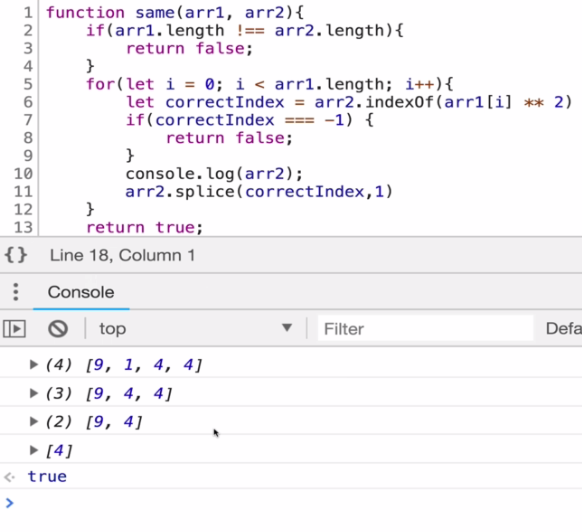 1 function same(arr1, arr2){
2 if(arr1.length !== arr2.length){
3 return false;
4 }
5 for(let i = 0; i < arr1.length; i++){
6 let correctIndex = arr2.indexOf(arr1[i] ** 2)
7 if(correctIndex === -1) {
8 return false;
9 }
10 console.log(arr2);
11 arr2.splice(correctIndex,1)
12 }
13 return true;
{} Line 18, Column 1
Console
top Filter Defa
(4) [9, 1, 4, 4]
(3) [9, 4, 4]
(2) [9, 4]
[4]
true